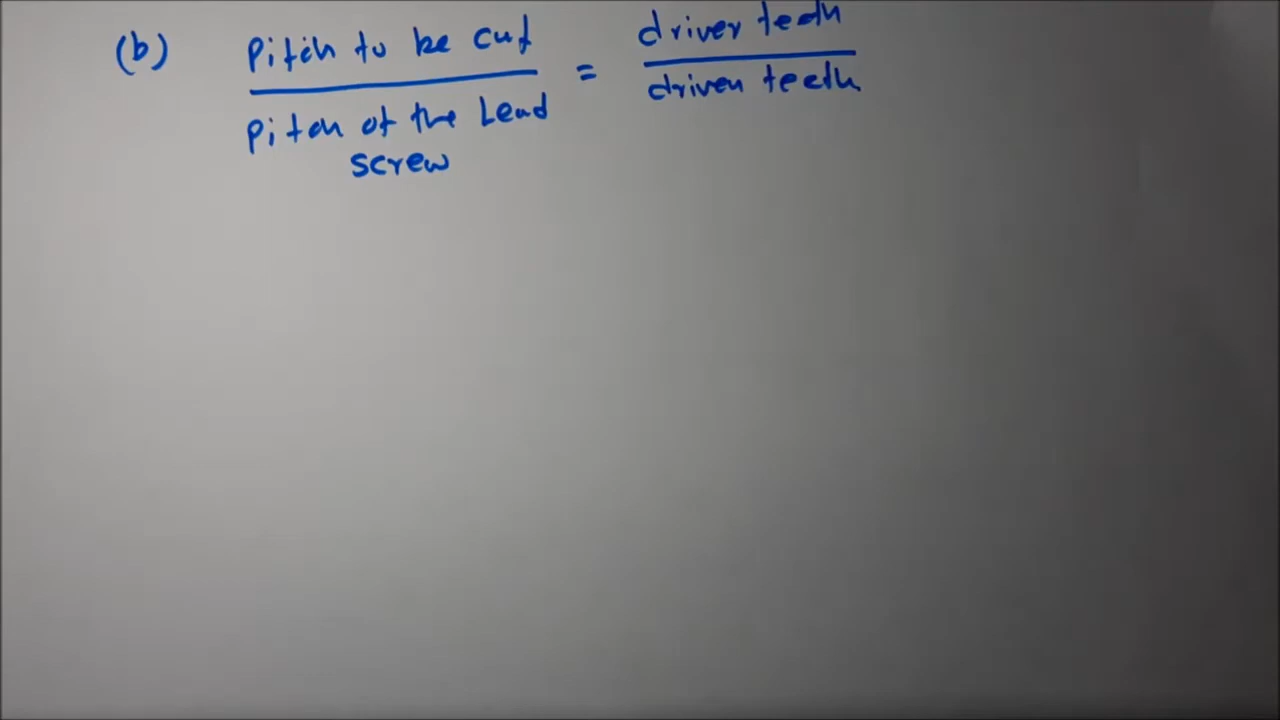 (b) Pitch to be cut = driver teeth
Pitch of the Lead driven teeth
screw